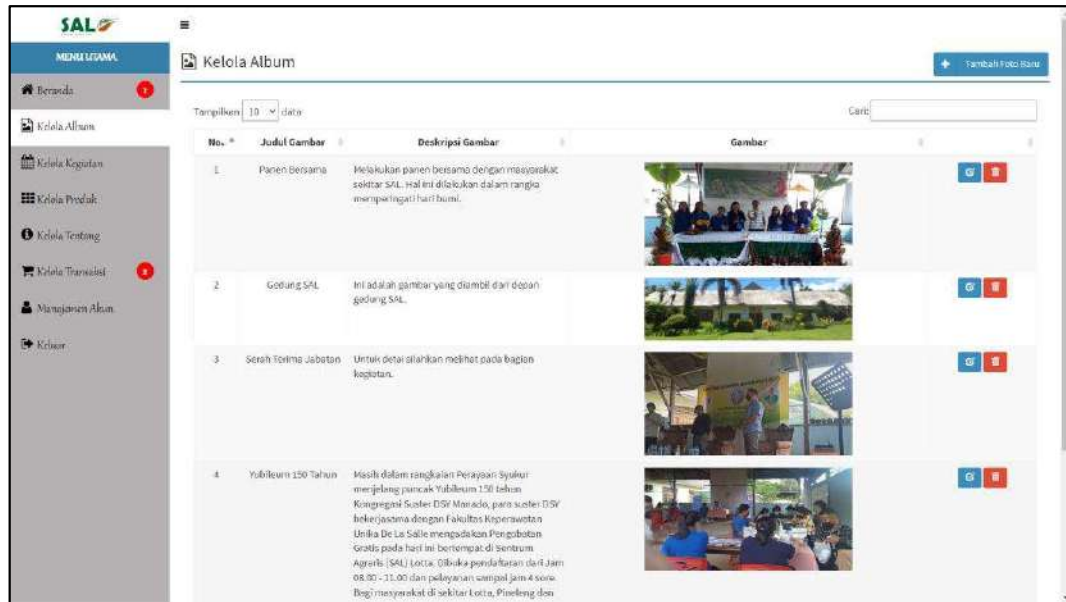 SAL
MENU UTAMA
Beranda
Kelola Album
Kelola Kegiatan
Kelola Produk
Kelola Tentang
Kelola Transaksi
Manajemen Akun
Keluar
Kelola Album
Tambah Foto Baru
Tampilkan 10 data
Cari:
No. Judul Gambar Deskripsi Gambar Gambar
1 Panen Bersama Melakukan panen bersama dengan masyarakat
sekitar SAL. Hal ini dilakukan dalam rangka
memperingati hari bumi.
2 Gedung SAL Ini adalah gambar yang diambil dari depan
gedung SAL.
3 Serah Terima Jabatan Untuk detai silahkan melihat pada bagian
kegiatan.
4 Yubileum 150 Tahun Masih dalam rangkaian Perayaan Syukur
menjelang puncak Yubileum 150 tahun
Kongregasi Suster DSY Manado, para suster DSY
bekerjasama dengan Fakultas Keperawatan
Unika De La Salle mengadakan Pengobatan
Gratis pada hari ini bertempat di Sentrum
Agraris (SAL) Lotta. Dibuka pendaftaran dari Jam
08.00 - 11.00 dan pelayanan sampai jam 4 sore.
Bagi masyarakat di sekitar Lotta, Pineleng dan